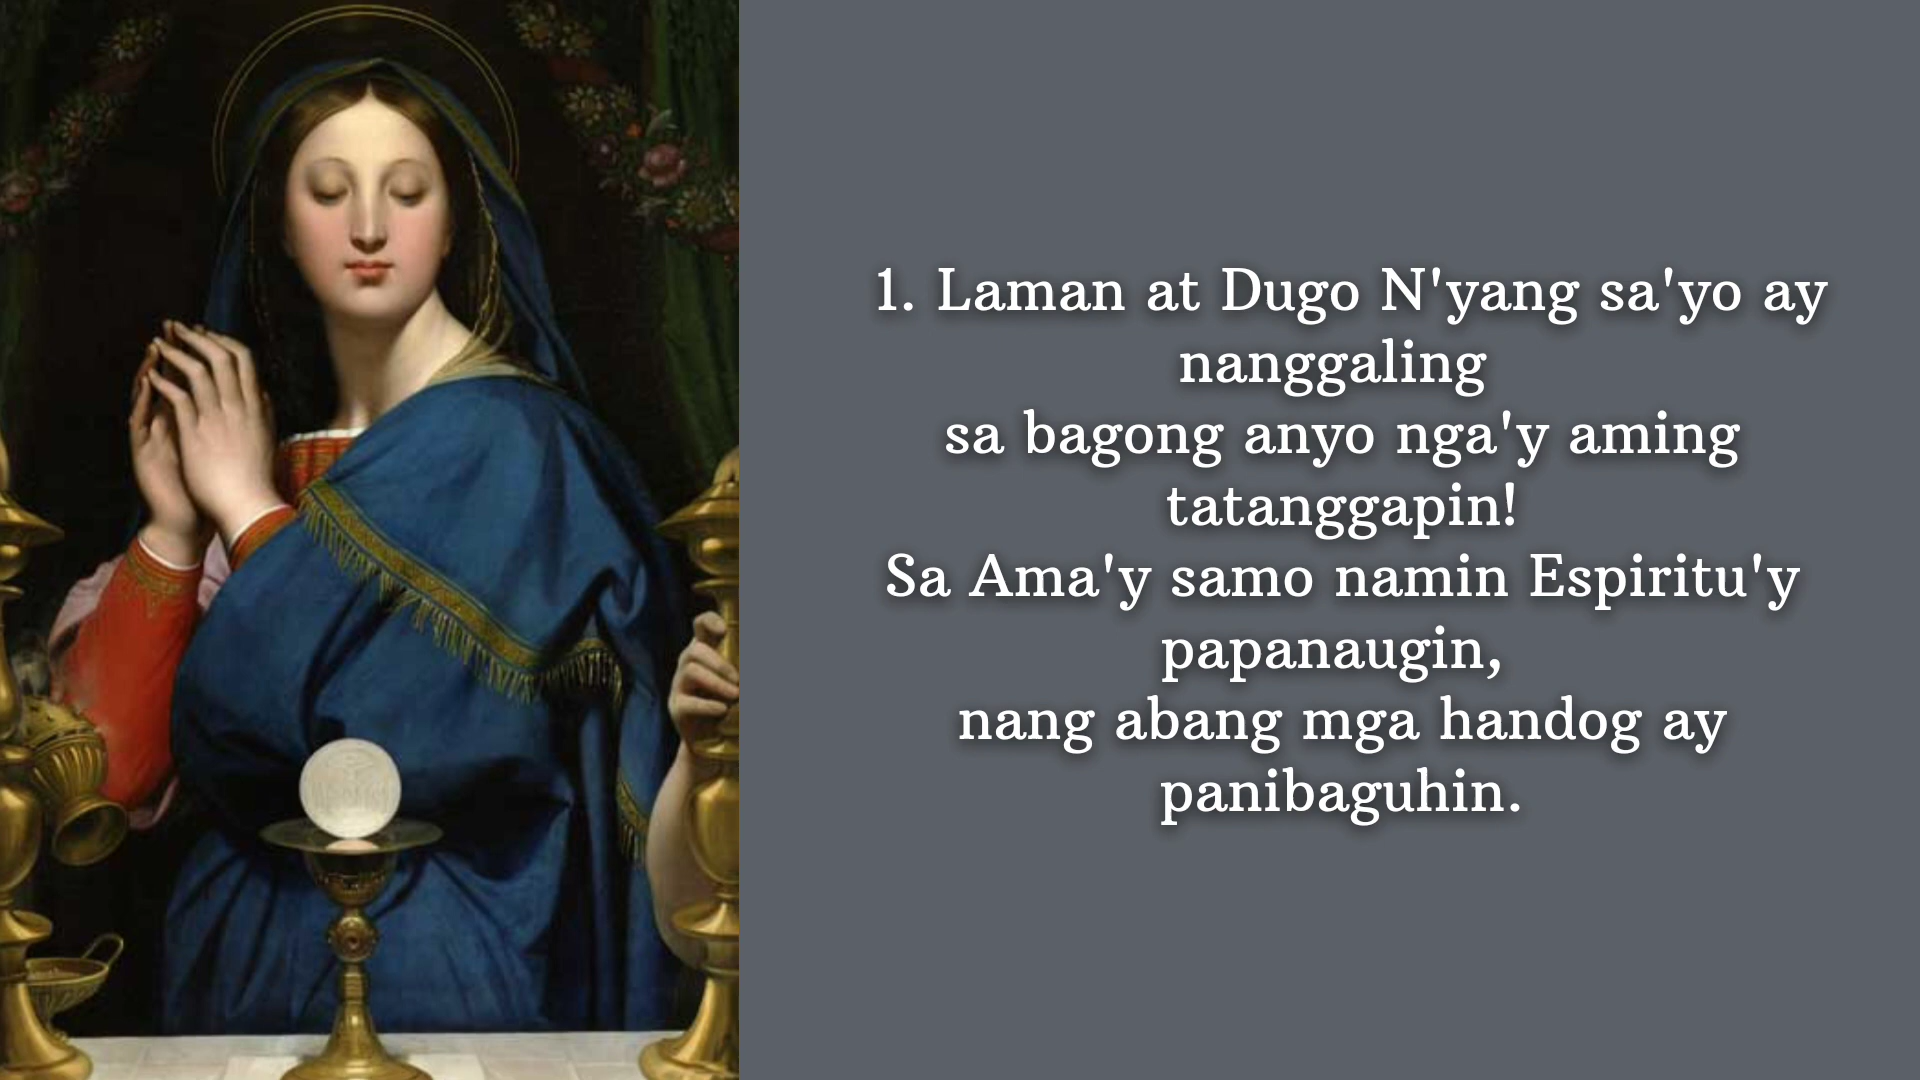 1. Laman at Dugo N'yang sa'yo ay
nanggaling
sa bagong anyo nga'y aming
tatanggapin!
Sa Ama'y samo namin Espiritu'y
papanaugin,
nang abang mga handog ay
panibaguhin.